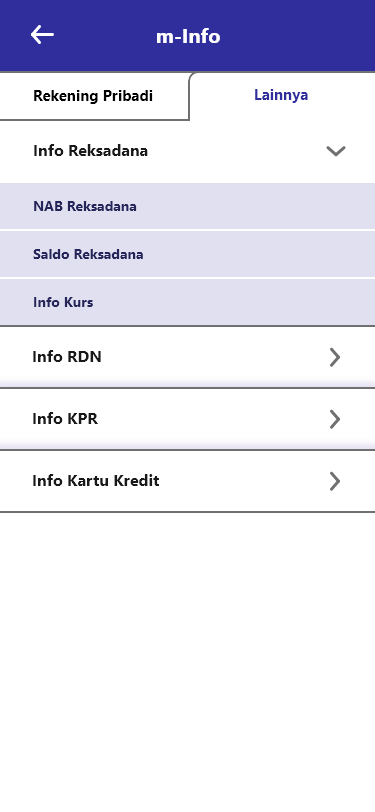 m-Info
Rekening Pribadi
Lainnya
Info Reksadana
NAB Reksadana
Saldo Reksadana
Info Kurs
Info RDN
Info KPR
Info Kartu Kredit